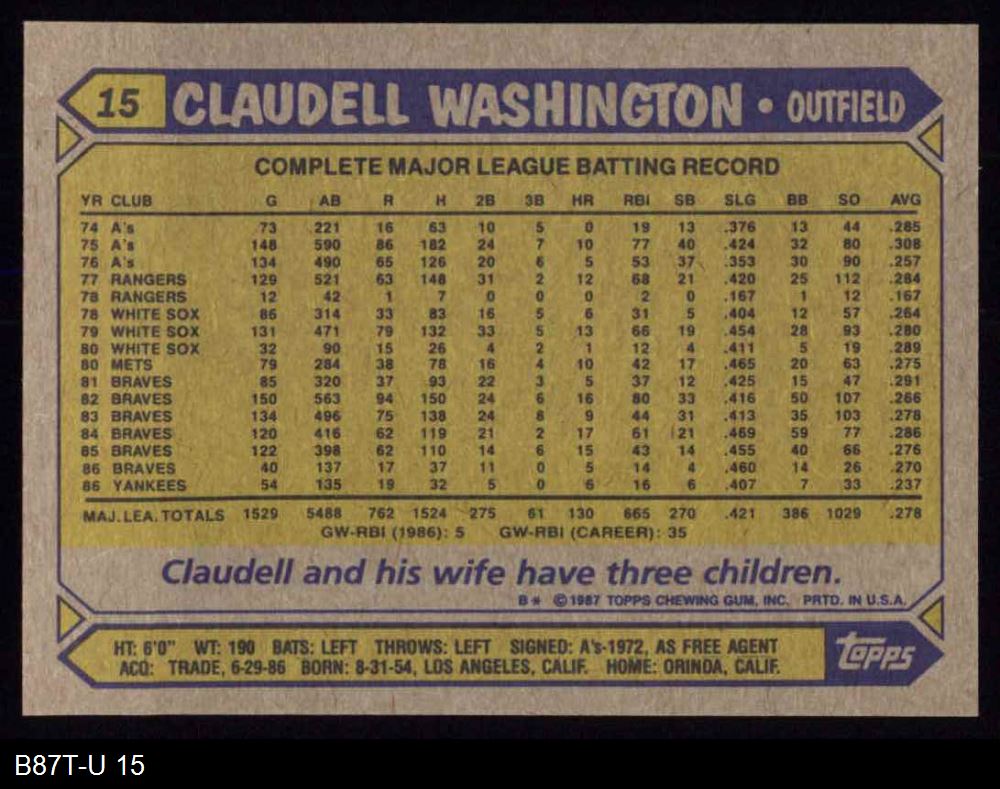 15 CLAUDELL WASHINGTON • OUTFIELD
COMPLETE MAJOR LEAGUE BATTING RECORD
YR CLUB G AB R H 2B 3B HR RBI SB SLG BB SO AVG
74 A's 73 221 16 63 10 5 0 19 13 .376 13 44 .285
75 A's 148 590 86 182 24 7 10 77 40 .424 32 80 .308
76 A's 134 490 65 126 20 6 5 53 37 .353 30 90 .257
77 RANGERS 129 521 63 148 31 2 12 68 21 .420 25 112 .284
78 RANGERS 12 42 1 7 0 0 0 2 0 .167 1 12 .167
78 WHITE SOX 86 314 33 83 16 5 6 31 5 .404 12 57 .264
79 WHITE SOX 131 471 79 132 33 5 13 66 19 .454 28 93 .280
80 WHITE SOX 32 90 15 26 4 2 1 12 4 .411 5 19 .289
80 METS 79 284 38 78 16 4 10 42 17 .465 20 63 .275
81 BRAVES 85 320 37 93 22 3 5 37 12 .425 15 47 .291
82 BRAVES 150 563 94 150 24 6 16 80 33 .416 50 107 .266
83 BRAVES 134 496 75 138 24 8 9 44 31 .413 35 103 .278
84 BRAVES 120 416 62 119 21 2 17 61 21 .469 59 77 .286
85 BRAVES 122 398 62 110 14 6 15 43 14 .455 40 66 .276
86 BRAVES 40 137 17 37 11 0 5 14 4 .460 14 26 .270
86 YANKEES 54 135 19 32 5 0 6 16 6 .407 7 33 .237
MAJ. LEA. TOTALS 1529 5488 762 1524 275 61 130 665 270 .421 386 1029 .278
GW-RBI (1986): 5 GW-RBI (CAREER): 35
Claudell and his wife have three children.
B* © 1987 TOPPS CHEWING GUM, INC. PRTD. IN U.S.A.
HT: 6'0" WT: 190 BATS: LEFT THROWS: LEFT SIGNED: A's-1972, AS FREE AGENT
ACQ: TRADE, 6-29-86 BORN: 8-31-54, LOS ANGELES, CALIF. HOME: ORINDA, CALIF.
Topps
B87T-U 15